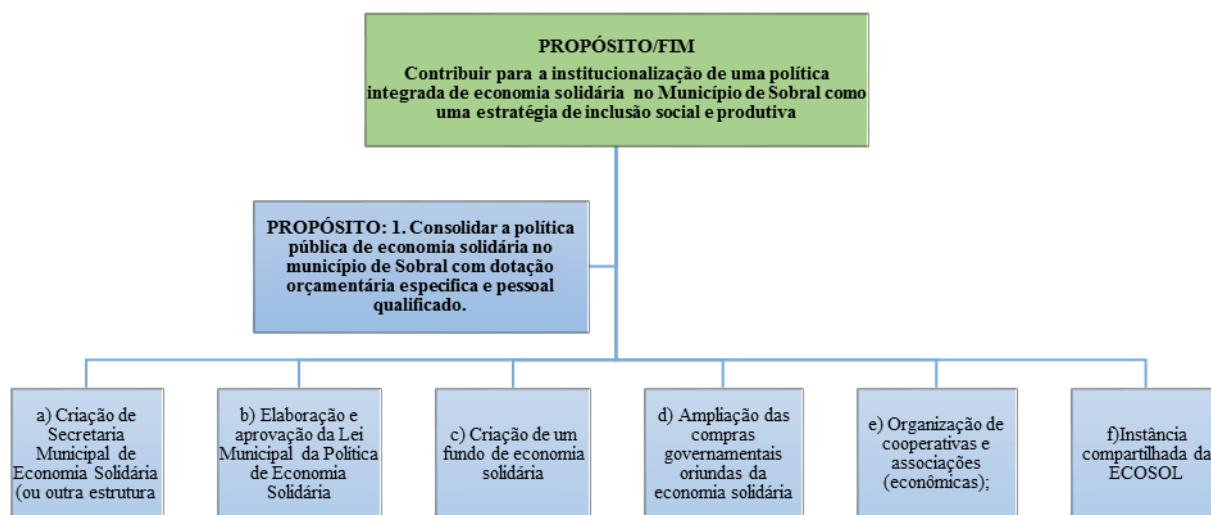 PROPÓSITO/FIM
Contribuir para a institucionalização de uma política
integrada de economia solidária no Município de Sobral como
uma estratégia de inclusão social e produtiva
PROPÓSITO: 1. Consolidar a política
pública de economia solidária no
município de Sobral com dotação
orçamentária especifica e pessoal
qualificado.
a) Criação de
Secretaria
Municipal de
Economia Solidária
(ou outra estrutura
b) Elaboração e
aprovação da Lei
Municipal da Política
de Economia
Solidária
c) Criação de um
fundo de economia
solidária
d) Ampliação das
compras
governamentais
oriundas da
economia solidária
e) Organização de
cooperativas e
associações
(econômicas);
f)Instância
compartilhada da
ECOSOL